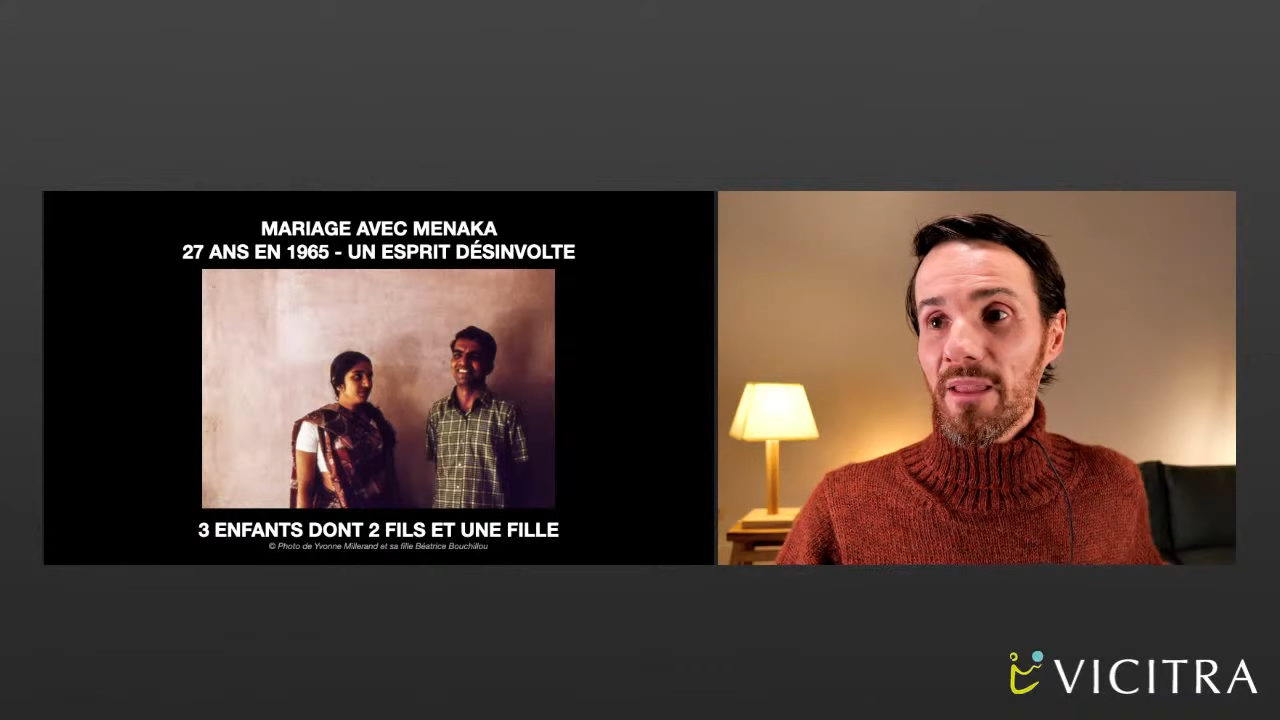 MARIAGE AVEC MENAKA
27 ANS EN 1965 - UN ESPRIT DÉSINVOLTE
3 ENFANTS DONT 2 FILS ET UNE FILLE
© Photo de Yvonne Millerand et sa fille Béatrice Bouchillou
VICITRA